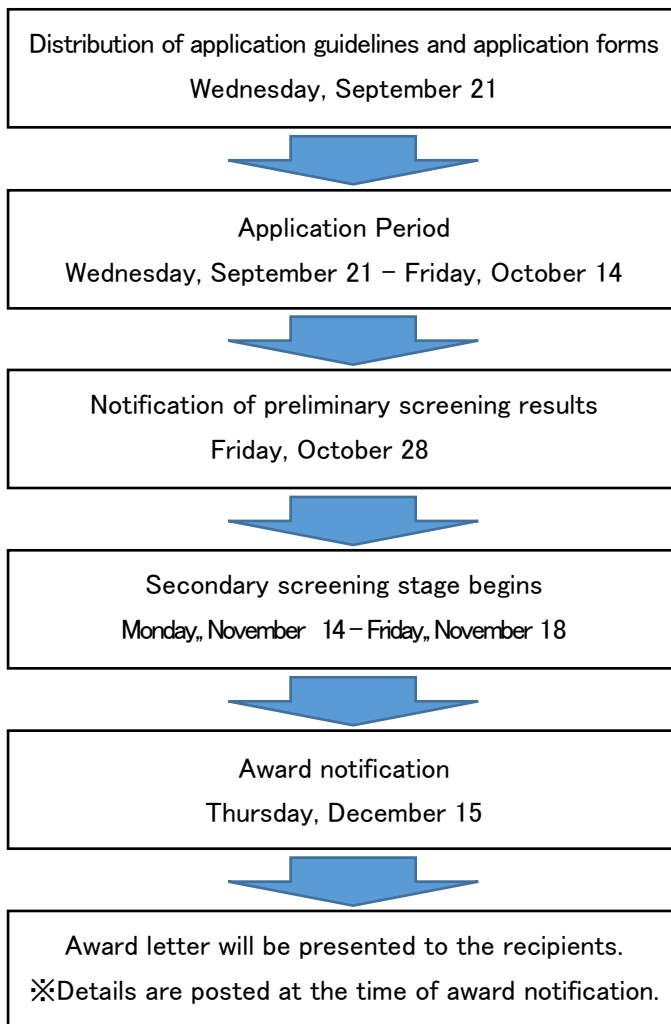 Distribution of application guidelines and application forms
Wednesday, September 21
Application Period
Wednesday, September 21 – Friday, October 14
Notification of preliminary screening results
Friday, October 28
Secondary screening stage begins
Monday,, November 14 – Friday,, November 18
Award notification
Thursday, December 15
Award letter will be presented to the recipients.
※Details are posted at the time of award notification.